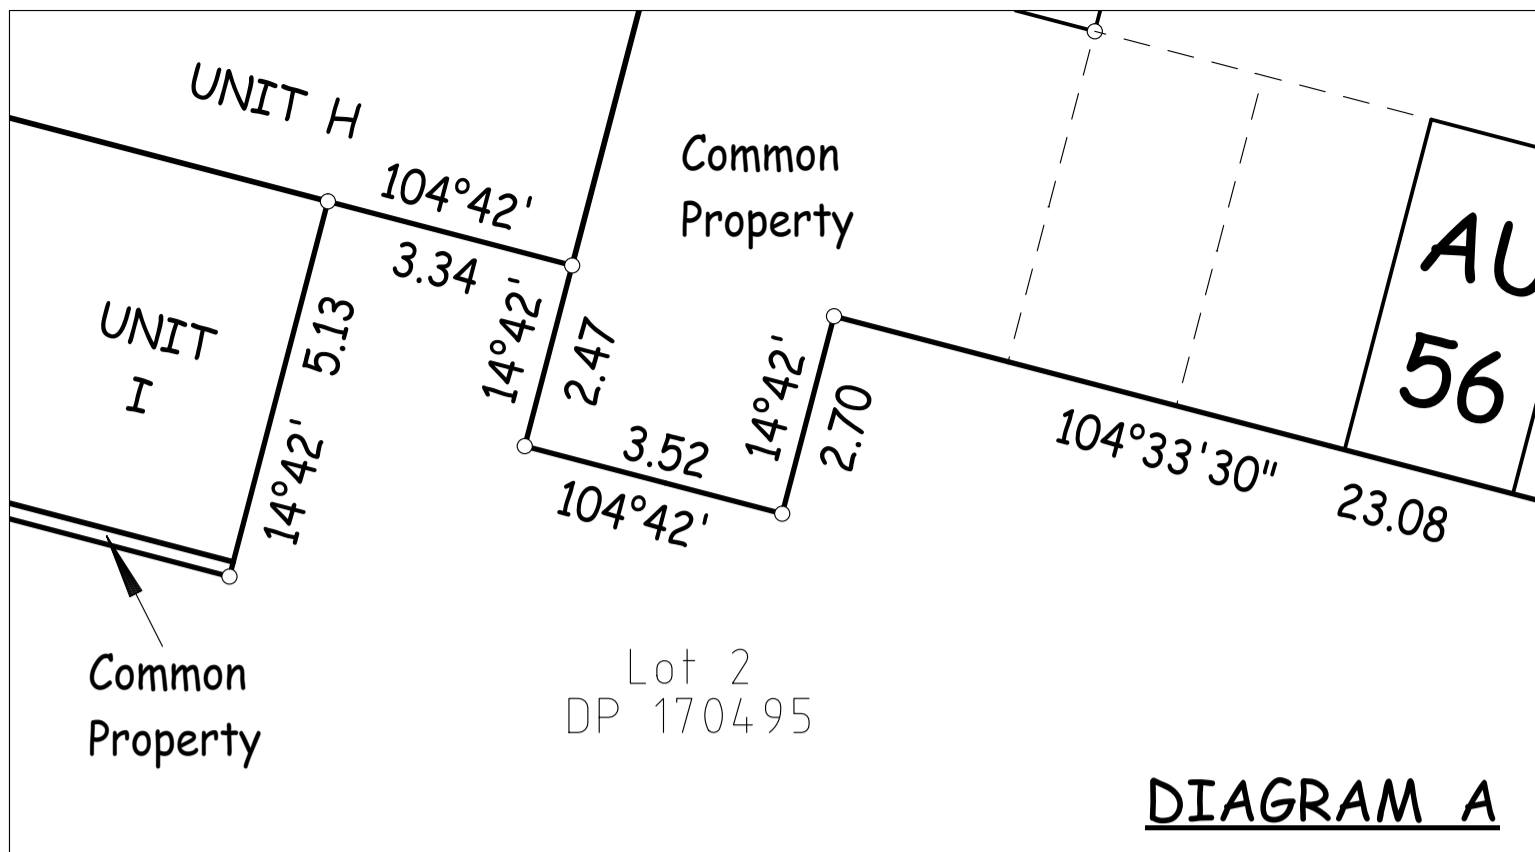 UNIT H
104°42'
3.34
Common
Property
14°42'
2.47
UNIT
I
5.13
14°42'
3.52
104°42'
14°42'
2.70
104°33'30"
23.08
AU
56
Common
Property
Lot 2
DP 170495
DIAGRAM A